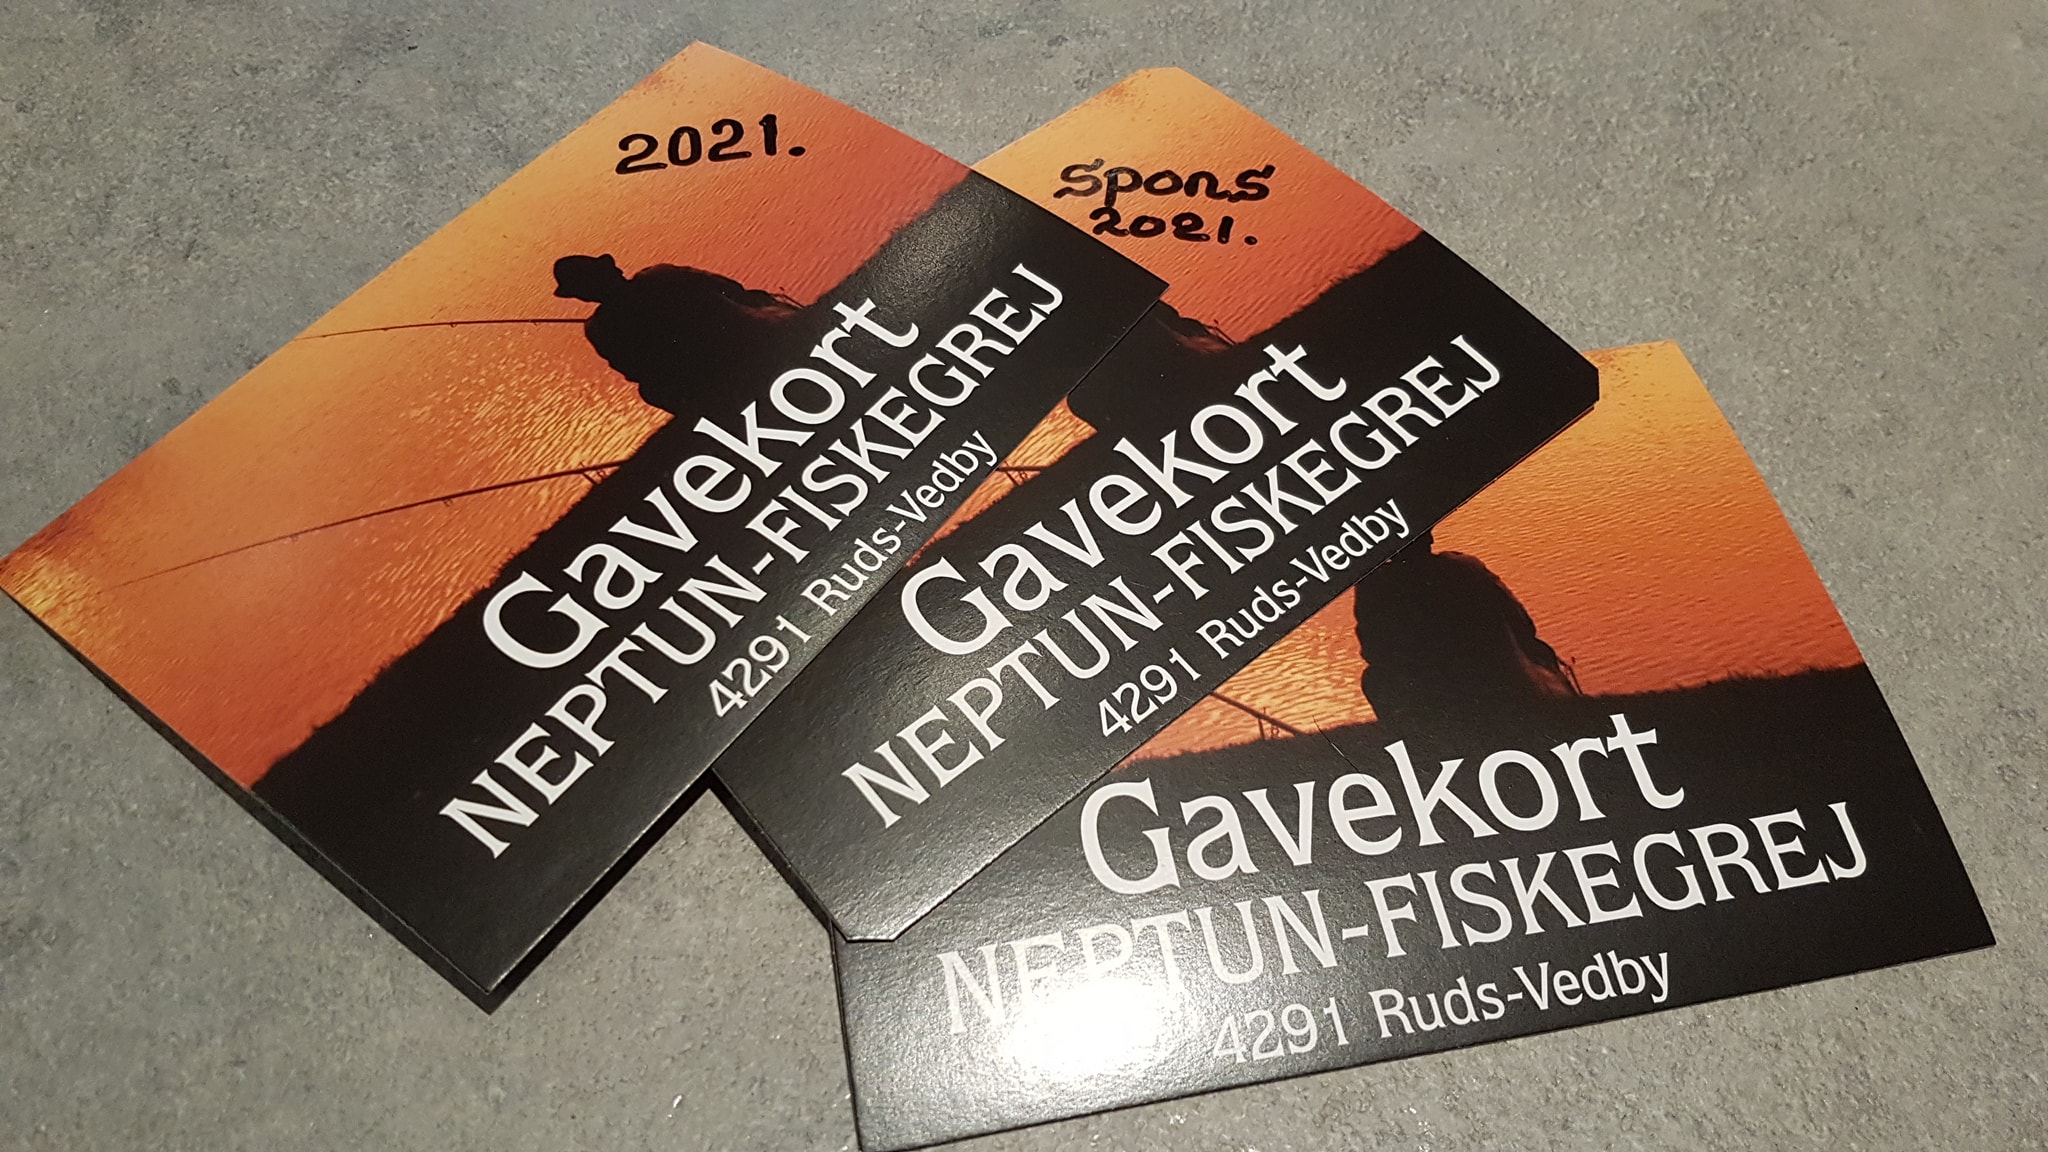 2021.
Gavekort
NEPTUN-FISKEGREJ
4291 Ruds-Vedby
Spons
2021.
Gavekort
NEPTUN-FISKEGREJ
4291 Ruds-Vedby
Gavekort
NEPTUN-FISKEGREJ
4291 Ruds-Vedby